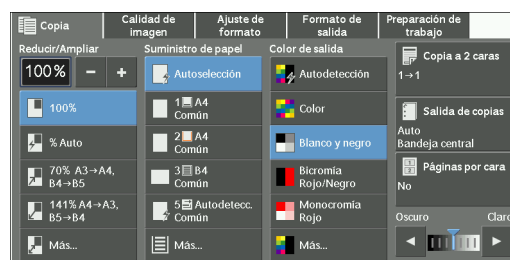 Copia
Calidad de
imagen
Ajuste de
formato
Formato de
salida
Preparación de
trabajo
Reducir/Ampliar
100%
- +
100%
% Auto
70% A3→A4,
B4→B5
141% A4→A3,
B5→B4
Más...
Suministro de papel
Autoselección
1 A4
Común
2 A4
Común
3 B4
Común
5 Autodetecc.
Común
Más...
Color de salida
Autodetección
Color
Blanco y negro
Bicromía
Rojo/Negro
Monocromía
Rojo
Más...
Copia a 2 caras
1→1
Salida de copias
Auto
Bandeja central
Páginas por cara
No
Oscuro Claro